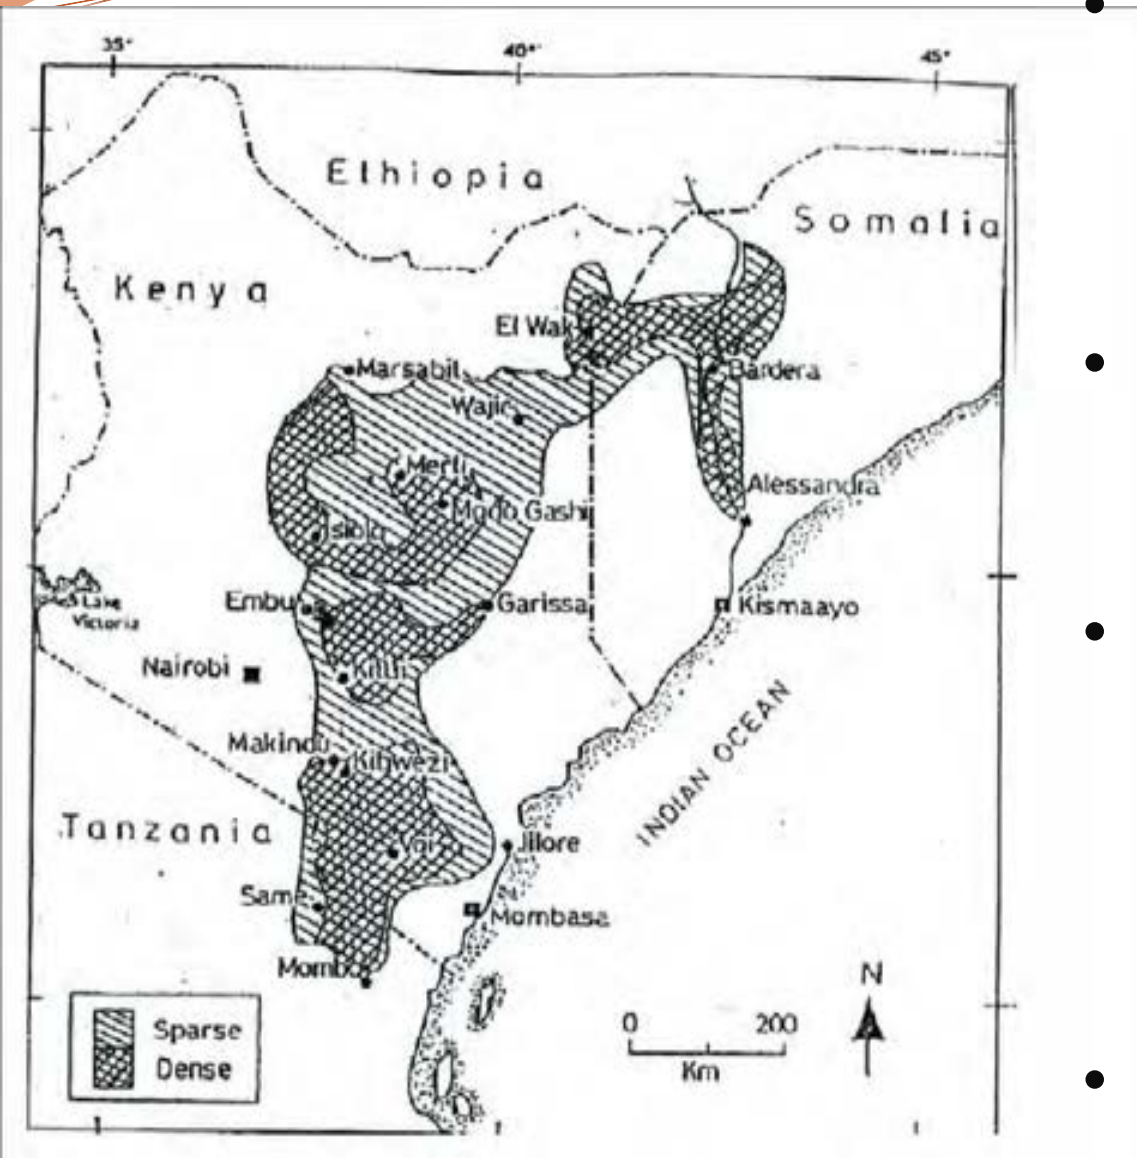 35°
40°
45°
Ethiopia
Somalia
Kenya
El Wak
Marsabit
Bardera
Wajir
Merti
Alessandra
Modo Gashi
Isiolo
Embu
Garissa
Kismaayo
Lake
Victoria
Nairobi
Kitui
Makindu
Kibwezi
INDIAN OCEAN
Tanzania
Voi
Jilore
Same
Mombasa
Mombo
N
Sparse
Dense
0 200
Km